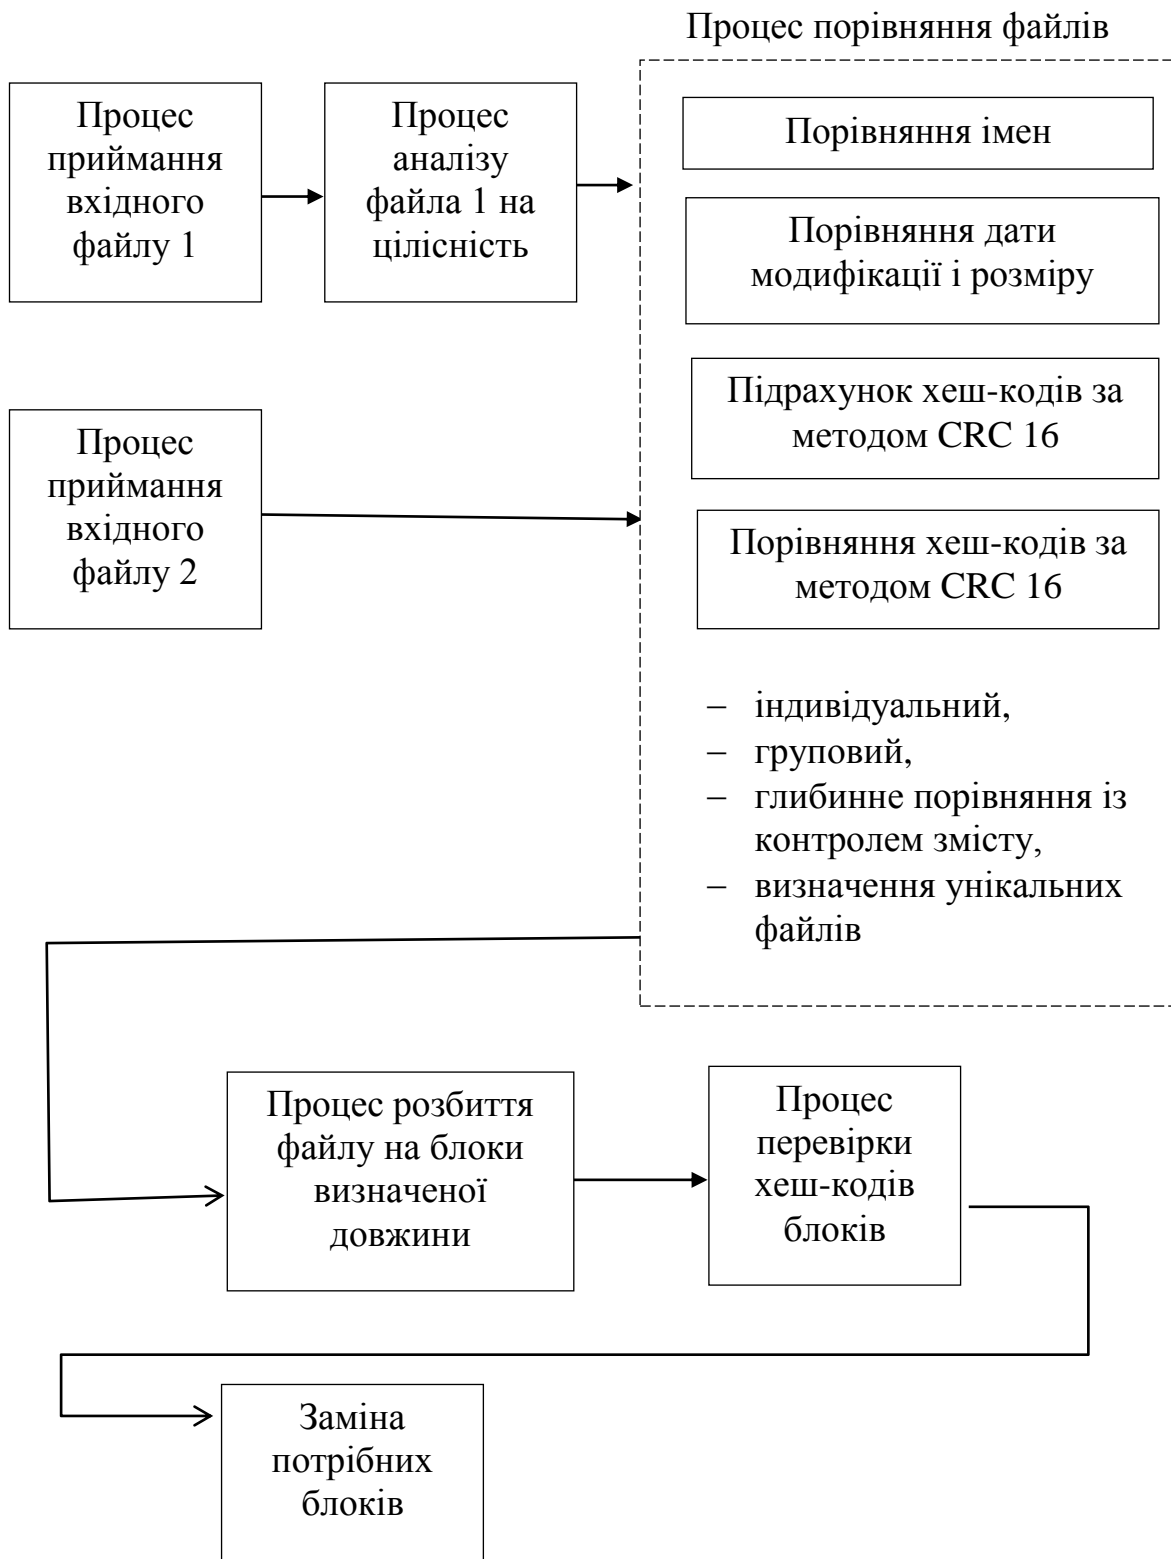 Процес порівняння файлів
Процес
приймання
вхідного
файлу 1
Процес
аналізу
файла 1 на
цілісність
Порівняння імен
Порівняння дати
модифікації і розміру
Підрахунок хеш-кодів за
методом CRC 16
Процес
приймання
вхідного
файлу 2
Порівняння хеш-кодів за
методом CRC 16
– індивідуальний,
– груповий,
– глибинне порівняння із
контролем змісту,
– визначення унікальних
файлів
Процес розбиття
файлу на блоки
визначеної
довжини
Процес
перевірки
хеш-кодів
блоків
Заміна
потрібних
блоків